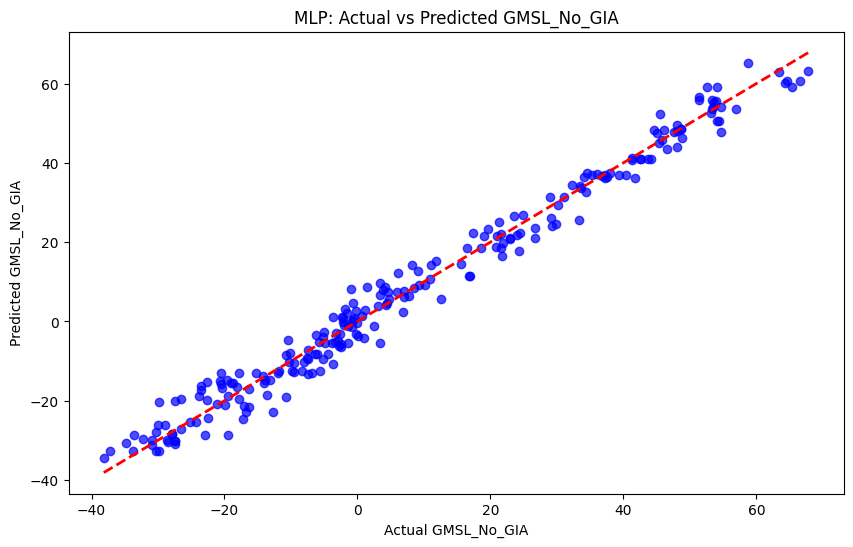 MLP: Actual vs Predicted GMSL_No_GIA
Predicted GMSL_No_GIA
60
40
20
0
−20
−40
−40 −20 0 20 40 60
Actual GMSL_No_GIA